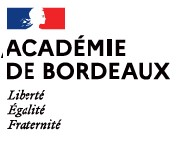 ACADÉMIE
DE BORDEAUX
Liberté
Égalité
Fraternité